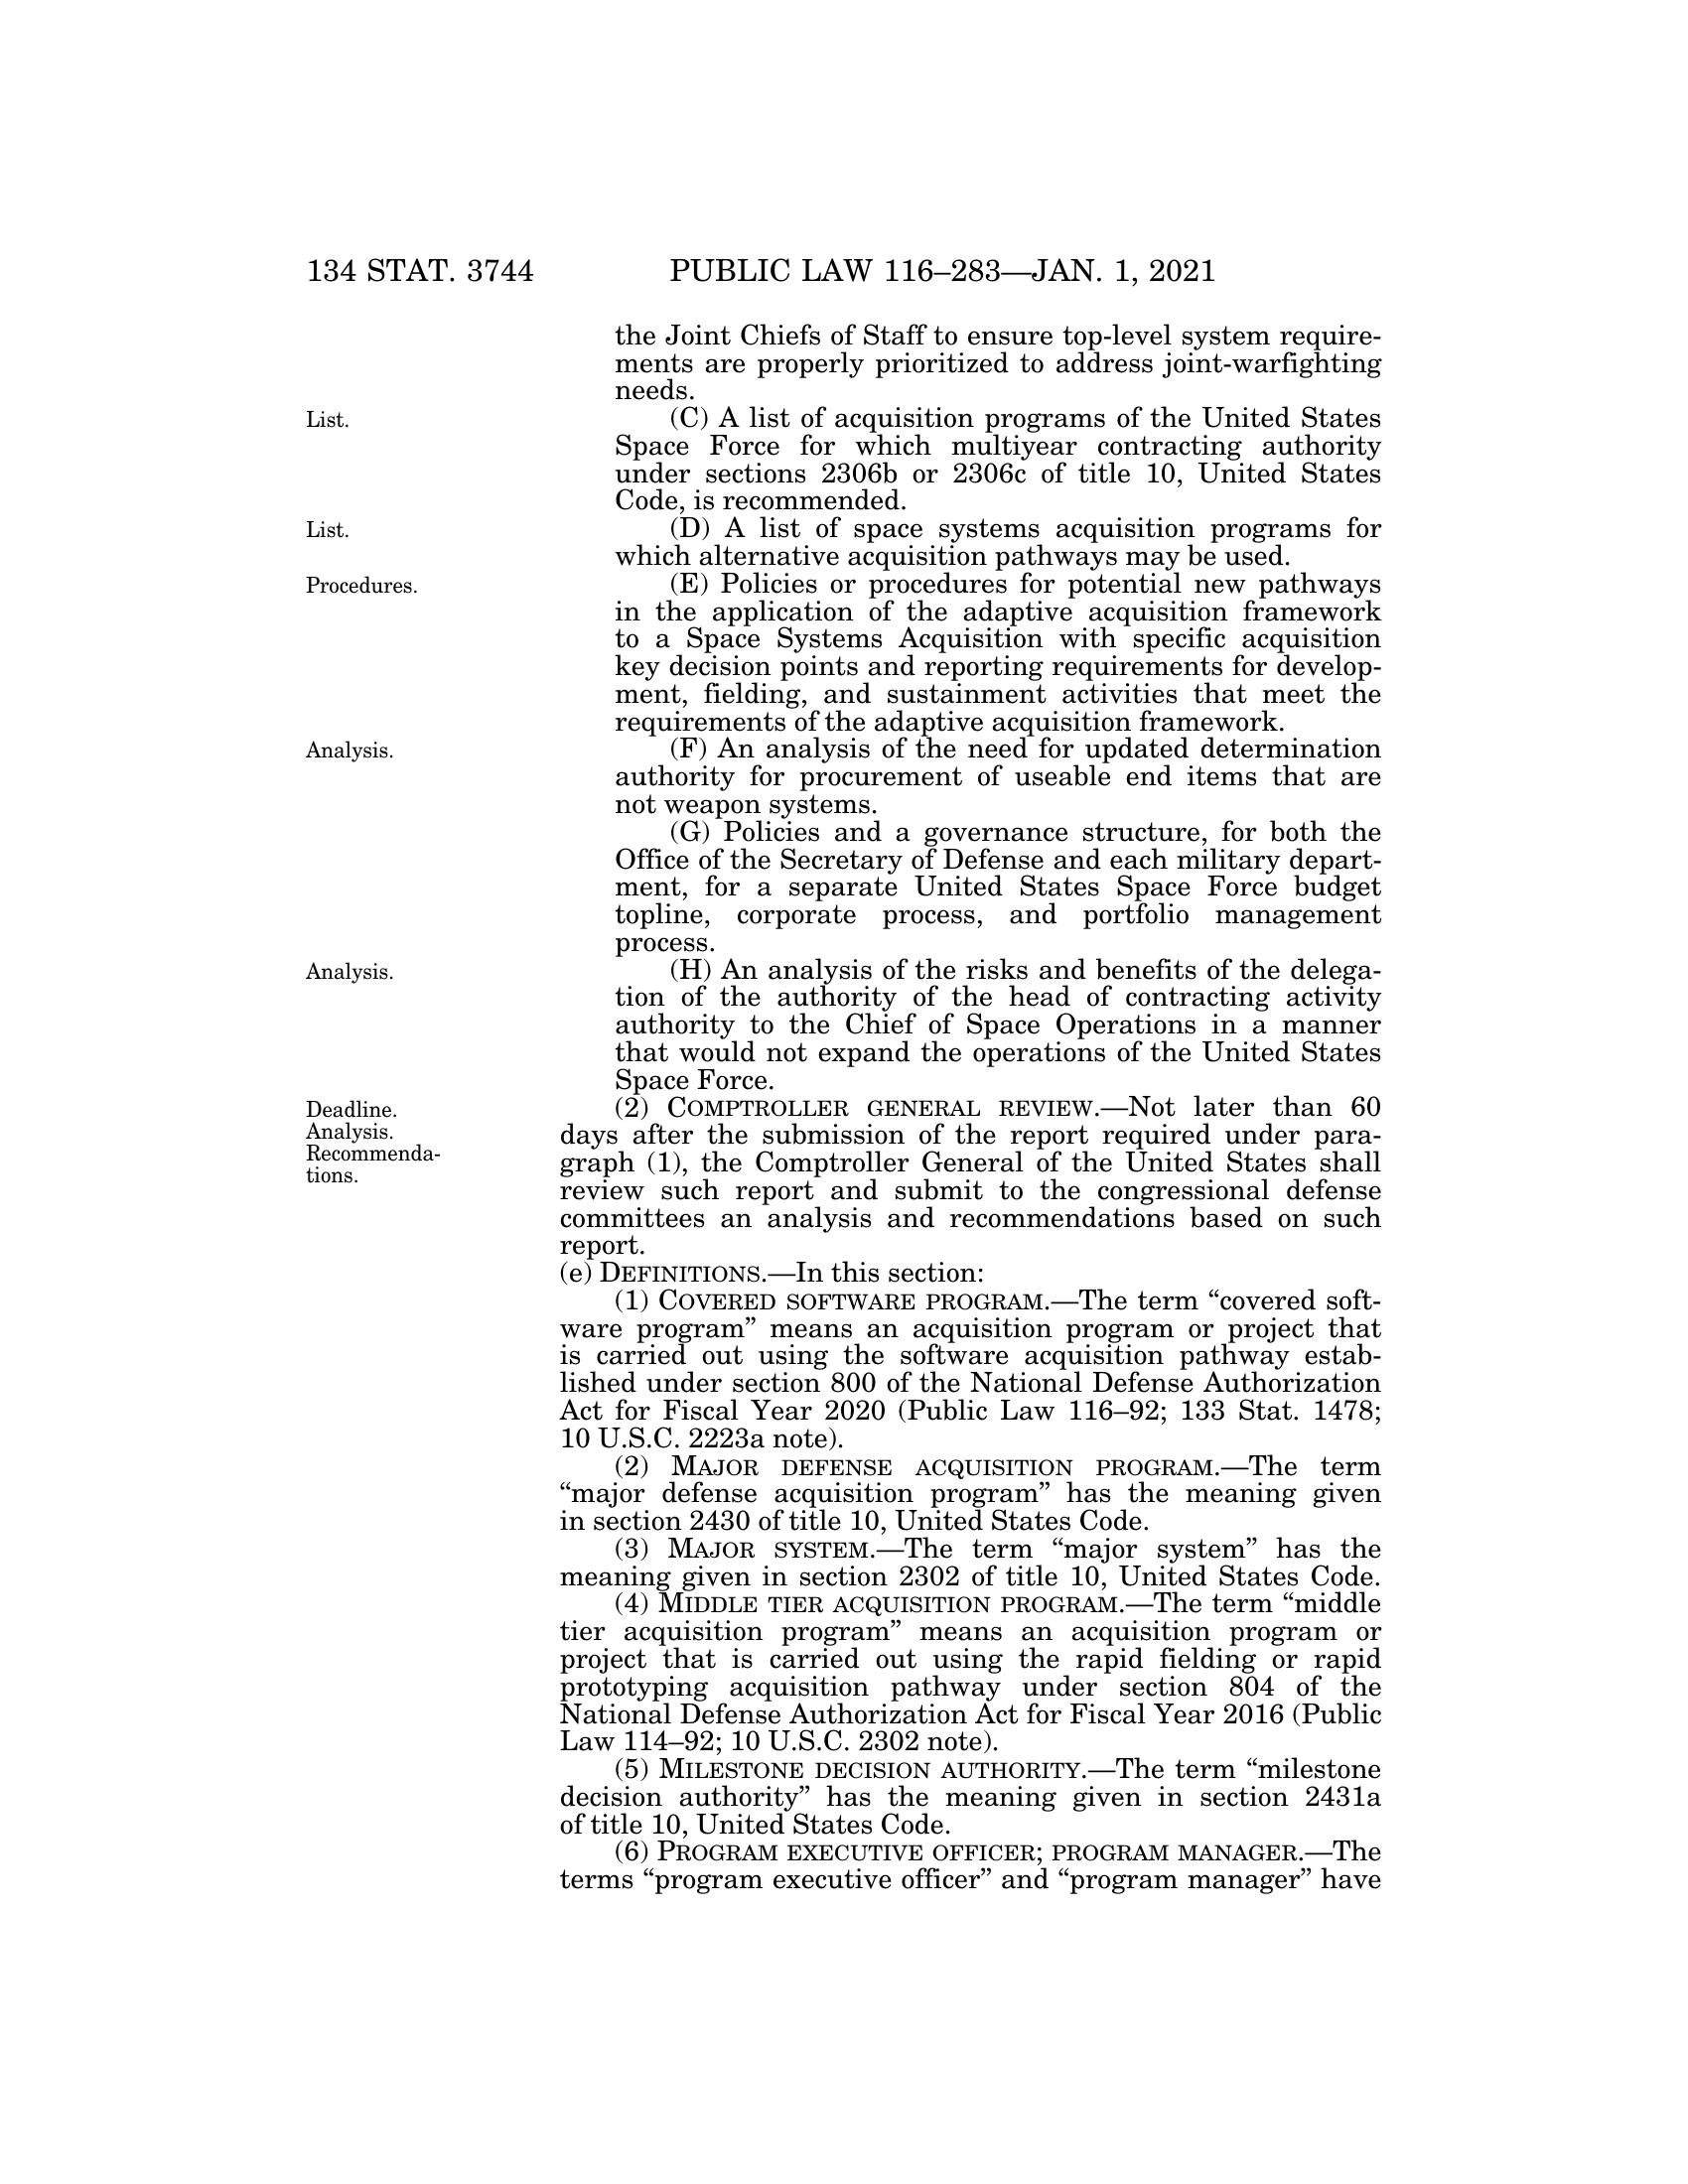 134 STAT. 3744 PUBLIC LAW 116–283—JAN. 1, 2021
the Joint Chiefs of Staff to ensure top-level system require-
ments are properly prioritized to address joint-warfighting
needs.
List.
(C) A list of acquisition programs of the United States
Space Force for which multiyear contracting authority
under sections 2306b or 2306c of title 10, United States
Code, is recommended.
List.
(D) A list of space systems acquisition programs for
which alternative acquisition pathways may be used.
Procedures.
(E) Policies or procedures for potential new pathways
in the application of the adaptive acquisition framework
to a Space Systems Acquisition with specific acquisition
key decision points and reporting requirements for develop-
ment, fielding, and sustainment activities that meet the
requirements of the adaptive acquisition framework.
Analysis.
(F) An analysis of the need for updated determination
authority for procurement of useable end items that are
not weapon systems.
(G) Policies and a governance structure, for both the
Office of the Secretary of Defense and each military depart-
ment, for a separate United States Space Force budget
topline, corporate process, and portfolio management
process.
Analysis.
(H) An analysis of the risks and benefits of the delega-
tion of the authority of the head of contracting activity
authority to the Chief of Space Operations in a manner
that would not expand the operations of the United States
Space Force.
Deadline.
Analysis.
Recommenda-
tions.
(2) COMPTROLLER GENERAL REVIEW.—Not later than 60
days after the submission of the report required under para-
graph (1), the Comptroller General of the United States shall
review such report and submit to the congressional defense
committees an analysis and recommendations based on such
report.
(e) DEFINITIONS.—In this section:
(1) COVERED SOFTWARE PROGRAM.—The term “covered soft-
ware program” means an acquisition program or project that
is carried out using the software acquisition pathway estab-
lished under section 800 of the National Defense Authorization
Act for Fiscal Year 2020 (Public Law 116–92; 133 Stat. 1478;
10 U.S.C. 2223a note).
(2) MAJOR DEFENSE ACQUISITION PROGRAM.—The term
“major defense acquisition program” has the meaning given
in section 2430 of title 10, United States Code.
(3) MAJOR SYSTEM.—The term “major system” has the
meaning given in section 2302 of title 10, United States Code.
(4) MIDDLE TIER ACQUISITION PROGRAM.—The term “middle
tier acquisition program” means an acquisition program or
project that is carried out using the rapid fielding or rapid
prototyping acquisition pathway under section 804 of the
National Defense Authorization Act for Fiscal Year 2016 (Public
Law 114–92; 10 U.S.C. 2302 note).
(5) MILESTONE DECISION AUTHORITY.—The term “milestone
decision authority” has the meaning given in section 2431a
of title 10, United States Code.
(6) PROGRAM EXECUTIVE OFFICER; PROGRAM MANAGER.—The
terms “program executive officer” and “program manager” have